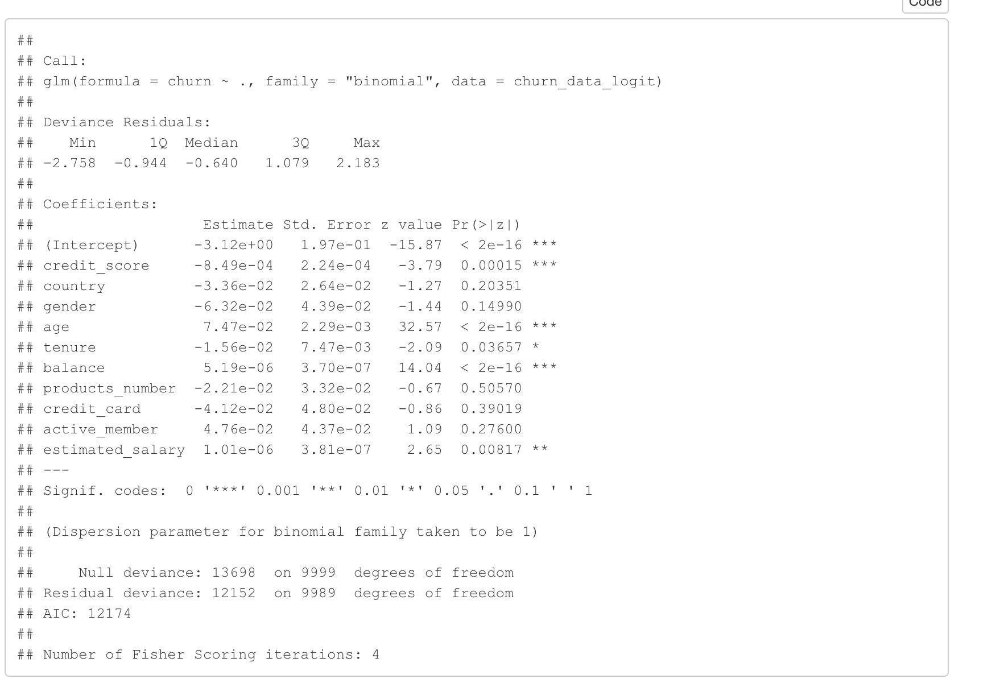 Code
##
## Call:
## glm(formula = churn ~ ., family = "binomial", data = churn_data_logit)
##
## Deviance Residuals:
##    Min      1Q  Median      3Q     Max
## -2.758  -0.944  -0.640   1.079   2.183
##
## Coefficients:
##                   Estimate Std. Error z value Pr(>|z|)
## (Intercept)      -3.12e+00   1.97e-01  -15.87  < 2e-16 ***
## credit_score     -8.49e-04   2.24e-04   -3.79  0.00015 ***
## country          -3.36e-02   2.64e-02   -1.27  0.20351
## gender           -6.32e-02   4.39e-02   -1.44  0.14990
## age               7.47e-02   2.29e-03   32.57  < 2e-16 ***
## tenure           -1.56e-02   7.47e-03   -2.09  0.03657 *
## balance           5.19e-06   3.70e-07   14.04  < 2e-16 ***
## products_number  -2.21e-02   3.32e-02   -0.67  0.50570
## credit_card      -4.12e-02   4.80e-02   -0.86  0.39019
## active_member     4.76e-02   4.37e-02    1.09  0.27600
## estimated_salary  1.01e-06   3.81e-07    2.65  0.00817 **
## ---
## Signif. codes:  0 '***' 0.001 '**' 0.01 '*' 0.05 '.' 0.1 ' ' 1
##
## (Dispersion parameter for binomial family taken to be 1)
##
##     Null deviance: 13698  on 9999  degrees of freedom
## Residual deviance: 12152  on 9989  degrees of freedom
## AIC: 12174
##
## Number of Fisher Scoring iterations: 4